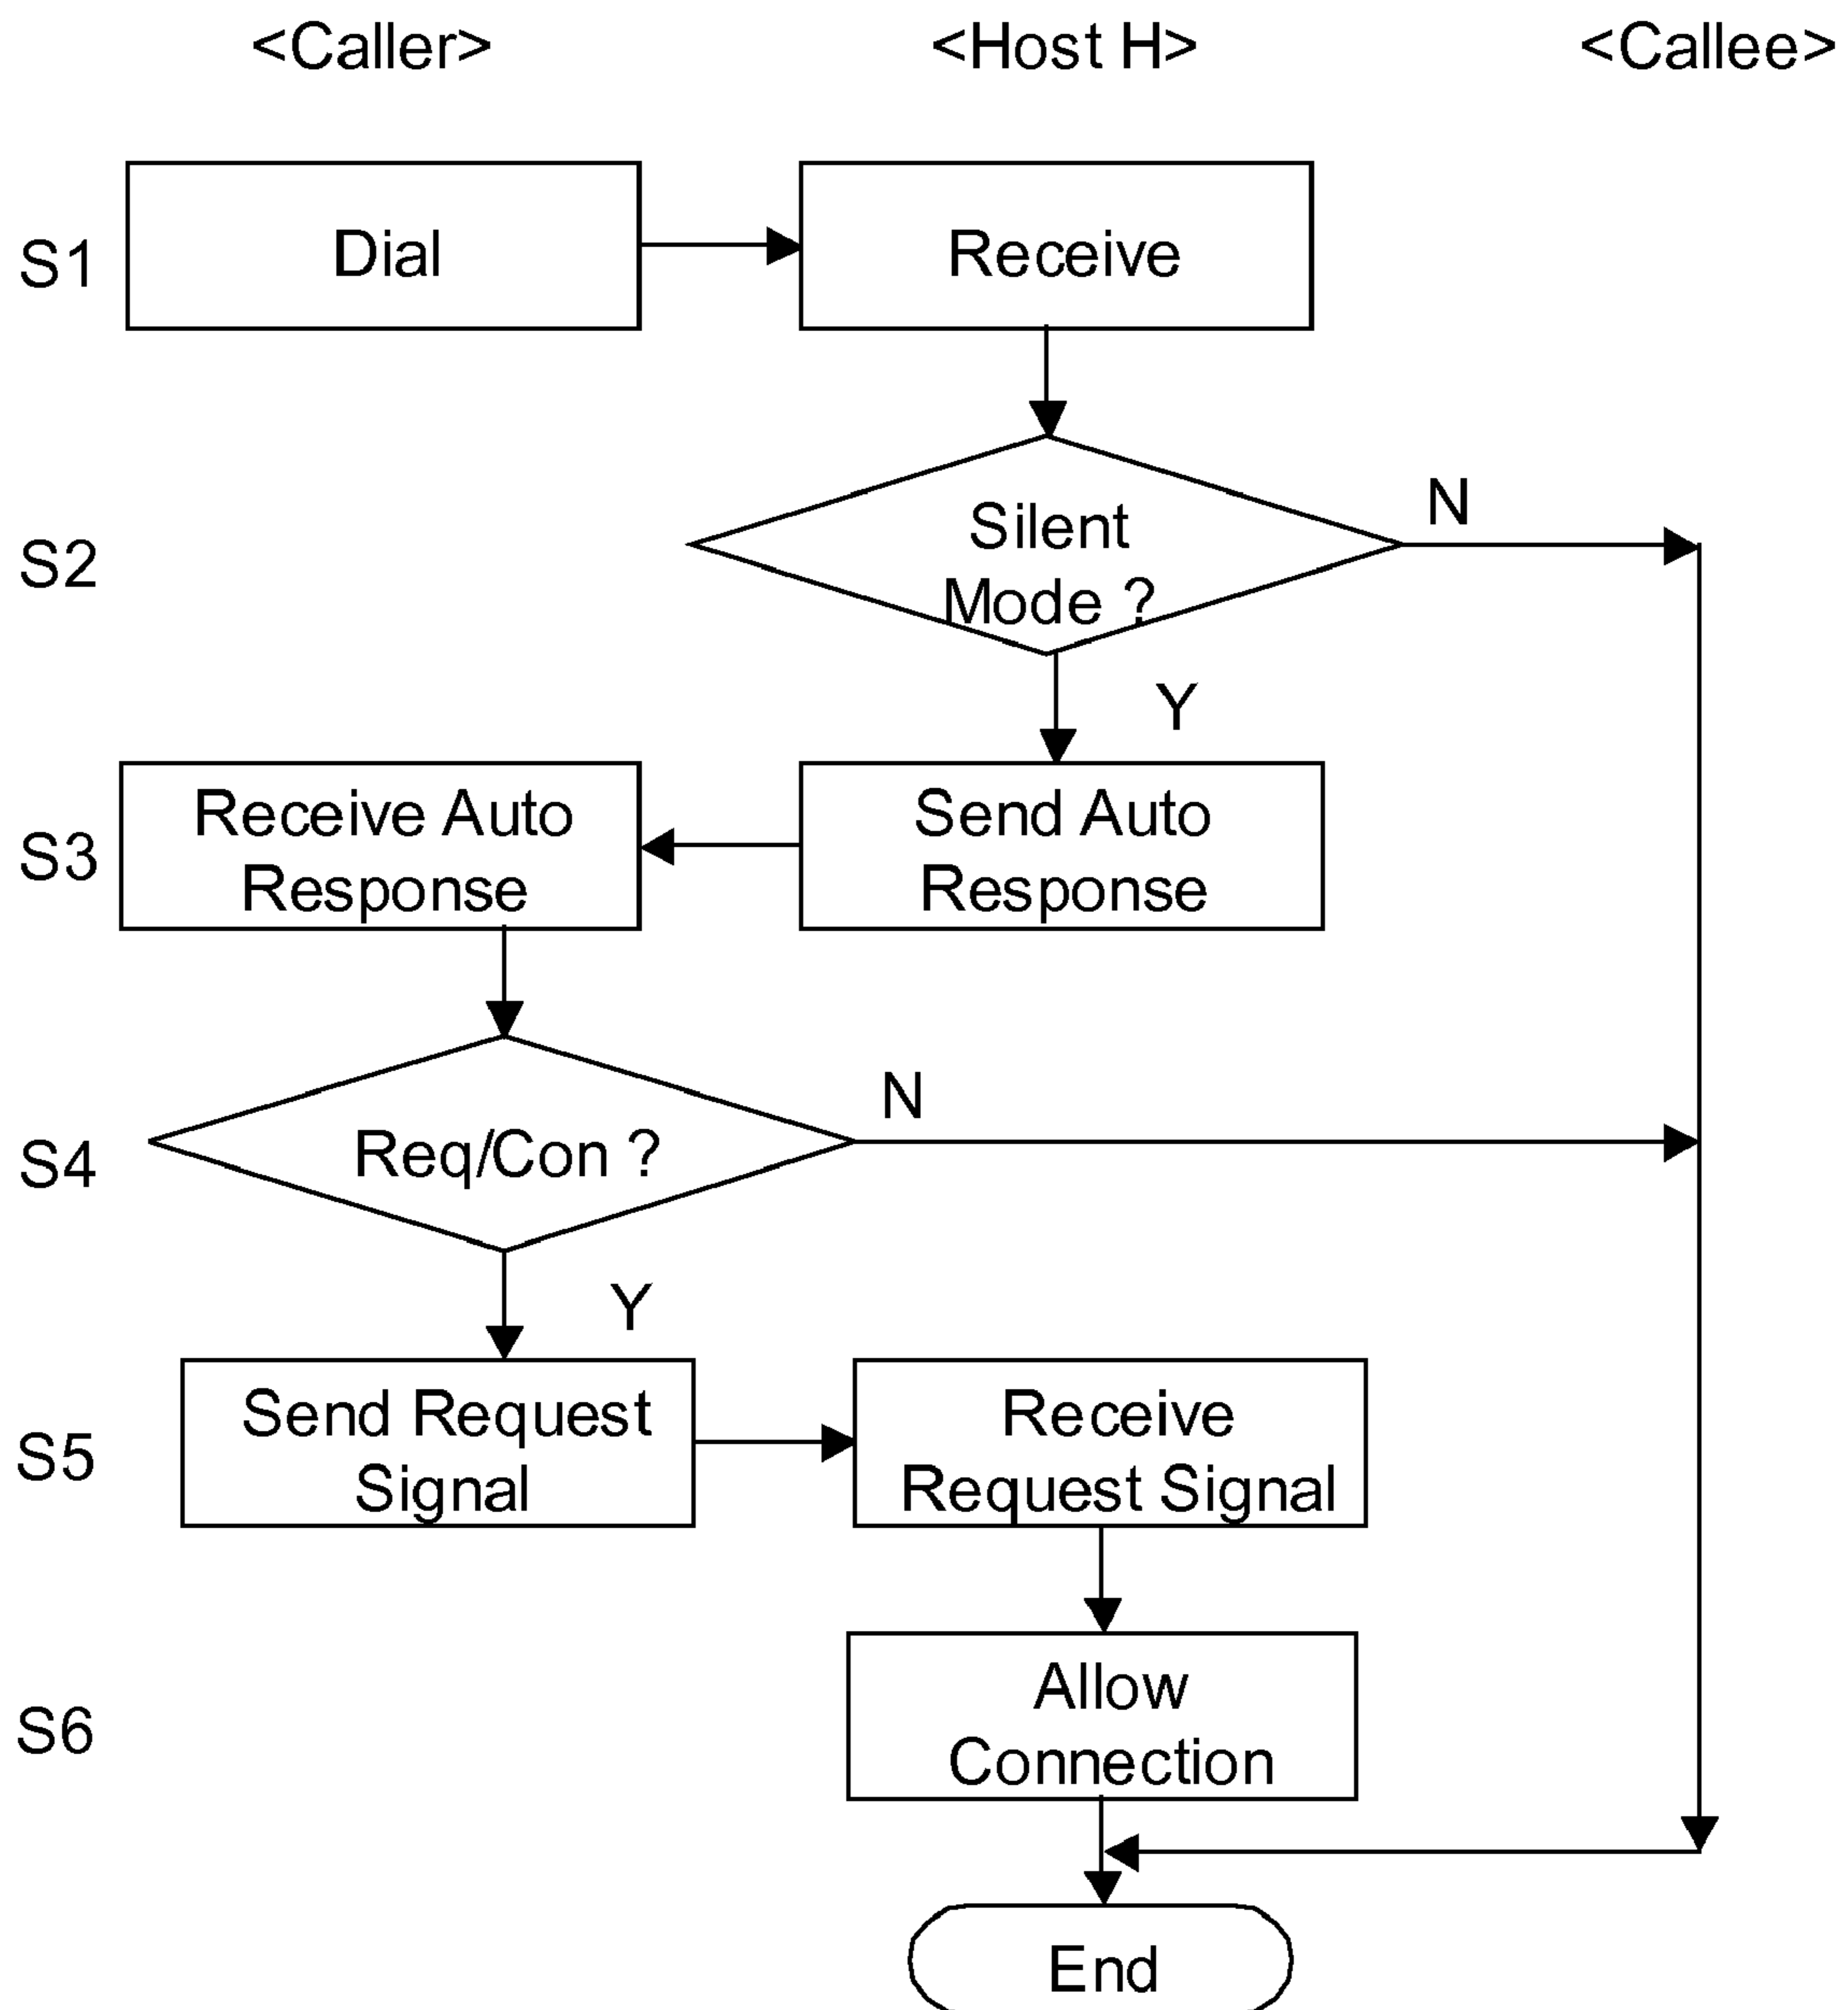 <Caller>
<Host H>
<Callee>
S1
Dial
Receive
S2
Silent
Mode ?
N
Y
S3
Receive Auto
Response
Send Auto
Response
S4
Req/Con ?
N
Y
S5
Send Request
Signal
Receive
Request Signal
S6
Allow
Connection
End